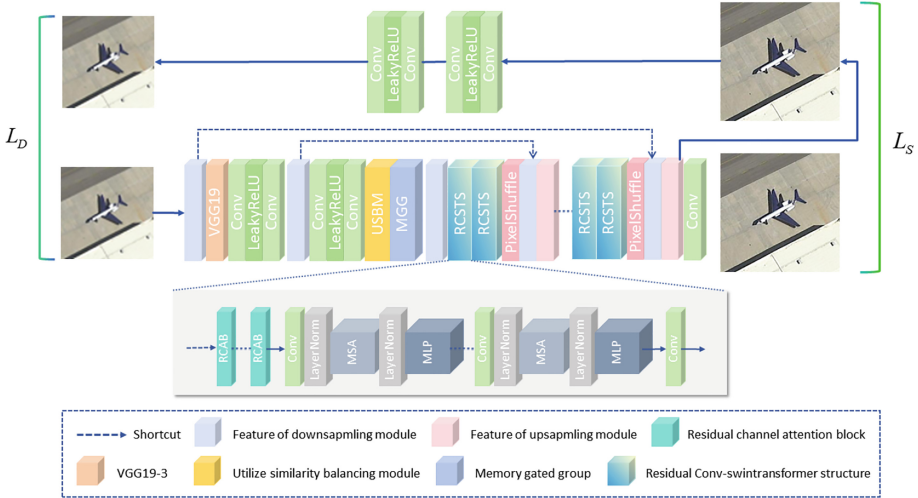 Conv
LeakyReLU
Conv
Conv
LeakyReLU
Conv
L_D
L_S
VGG19
Conv
LeakyReLU
Conv
Conv
LeakyReLU
Conv
USBM
MGG
RCSTS
RCSTS
PixelShuffle
RCSTS
RCSTS
PixelShuffle
Conv
RCAB
RCAB
Conv
LayerNorm
MSA
LayerNorm
MLP
Conv
LayerNorm
MSA
LayerNorm
MLP
Conv
Shortcut
Feature of downsapmling module
Feature of upsapmling module
Residual channel attention block
VGG19-3
Utilize similarity balancing module
Memory gated group
Residual Conv-swintransformer structure